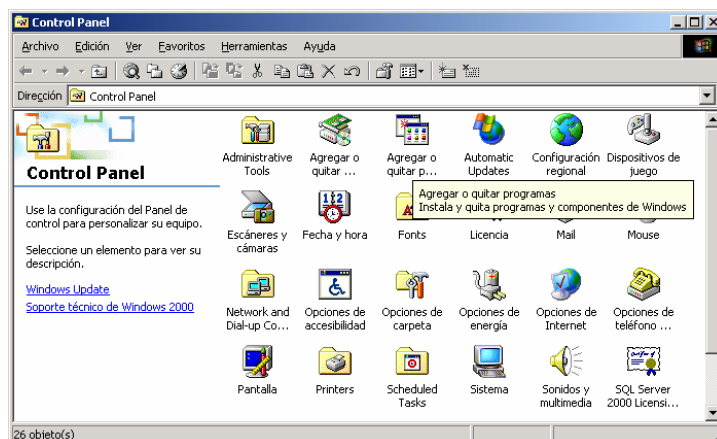 Control Panel
Archivo Edición Ver Favoritos Herramientas Ayuda
Dirección Control Panel
Control Panel
Use la configuración del Panel de
control para personalizar su equipo.
Seleccione un elemento para ver su
descripción.
Windows Update
Soporte técnico de Windows 2000
Administrative
Tools
Agregar o
quitar ...
Agregar o
quitar p...
Automatic
Updates
Configuración
regional
Dispositivos de
juego
Agregar o quitar programas
Instala y quita programas y componentes de Windows
Escáneres y
cámaras
Fecha y hora
Fonts
Licencia
Mail
Mouse
Network and
Dial-up Co...
Opciones de
accesibilidad
Opciones de
carpeta
Opciones de
energía
Opciones de
Internet
Opciones de
teléfono ...
Pantalla
Printers
Scheduled
Tasks
Sistema
Sonidos y
multimedia
SQL Server
2000 Licensi...
26 objeto(s)